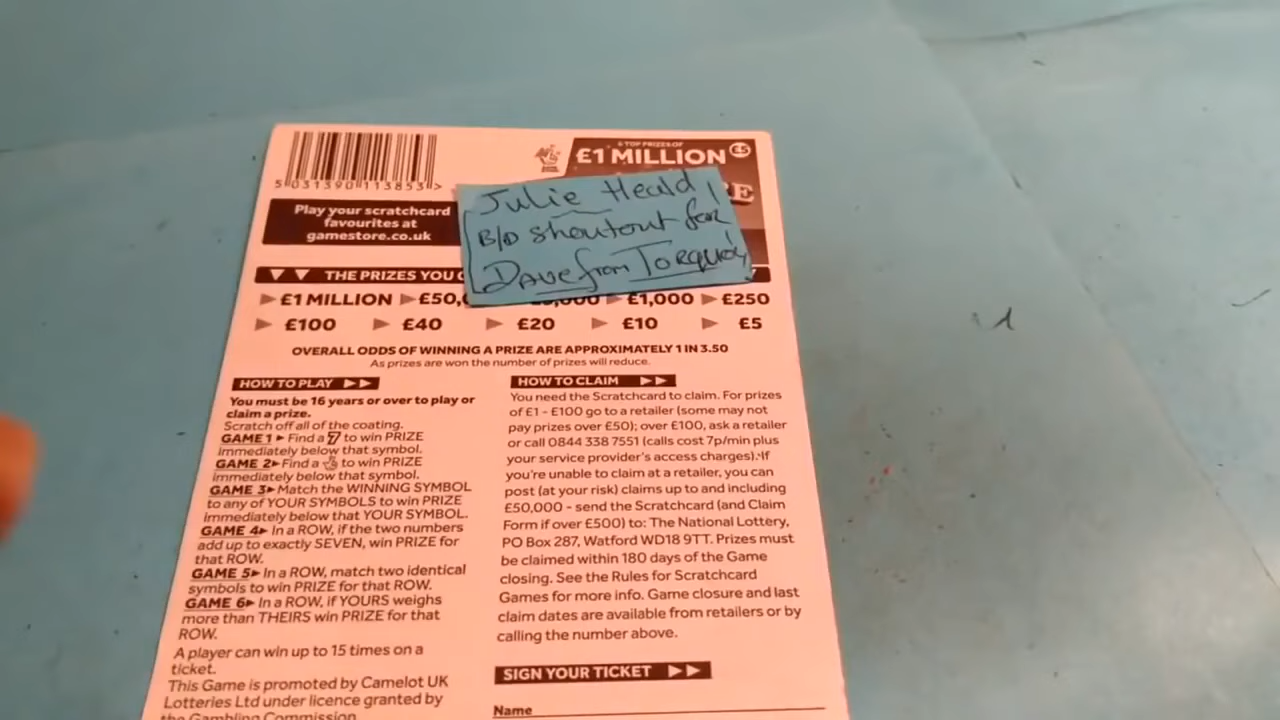 4 TOP PRIZES OF
£1 MILLION
£5
RE
5 031390 113853 >
Play your scratchcard
favourites at
gamestore.co.uk
Julie Heald
B/D shoutout for
Dave from Torquay!
THE PRIZES YOU
£1 MILLION £50, £1,000 £250
£100 £40 £20 £10 £5
OVERALL ODDS OF WINNING A PRIZE ARE APPROXIMATELY 1 IN 3.50
As prizes are won the number of prizes will reduce.
HOW TO PLAY
You must be 16 years or over to play or
claim a prize.
Scratch off all of the coating.
GAME 1 Find a 7 to win PRIZE
immediately below that symbol.
GAME 2 Find a to win PRIZE
immediately below that symbol.
GAME 3 Match the WINNING SYMBOL
to any of YOUR SYMBOLS to win PRIZE
immediately below that YOUR SYMBOL.
GAME 4 In a ROW, if the two numbers
add up to exactly SEVEN, win PRIZE for
that ROW.
GAME 5 In a ROW, match two identical
symbols to win PRIZE for that ROW.
GAME 6 In a ROW, if YOURS weighs
more than THEIRS win PRIZE for that
ROW.
A player can win up to 15 times on a
ticket.
This Game is promoted by Camelot UK
Lotteries Ltd under licence granted by
the Gambling Commission
HOW TO CLAIM
You need the Scratchcard to claim. For prizes
of £1 - £100 go to a retailer (some may not
pay prizes over £50); over £100, ask a retailer
or call 0844 338 7551 (calls cost 7p/min plus
your service provider's access charges). If
you're unable to claim at a retailer, you can
post (at your risk) claims up to and including
£50,000 - send the Scratchcard (and Claim
Form if over £500) to: The National Lottery,
PO Box 287, Watford WD18 9TT. Prizes must
be claimed within 180 days of the Game
closing. See the Rules for Scratchcard
Games for more info. Game closure and last
claim dates are available from retailers or by
calling the number above.
SIGN YOUR TICKET
Name